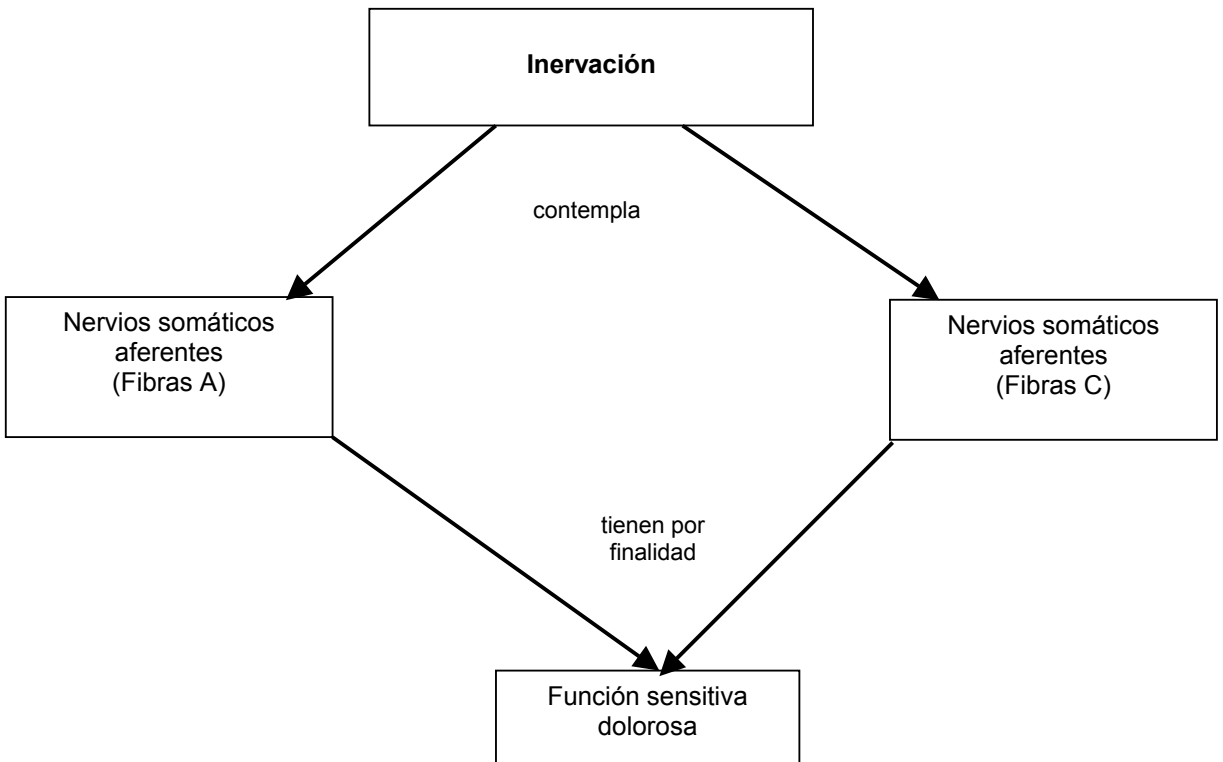 Inervación
contempla
Nervios somáticos
aferentes
(Fibras A)
Nervios somáticos
aferentes
(Fibras C)
tienen por
finalidad
Función sensitiva
dolorosa